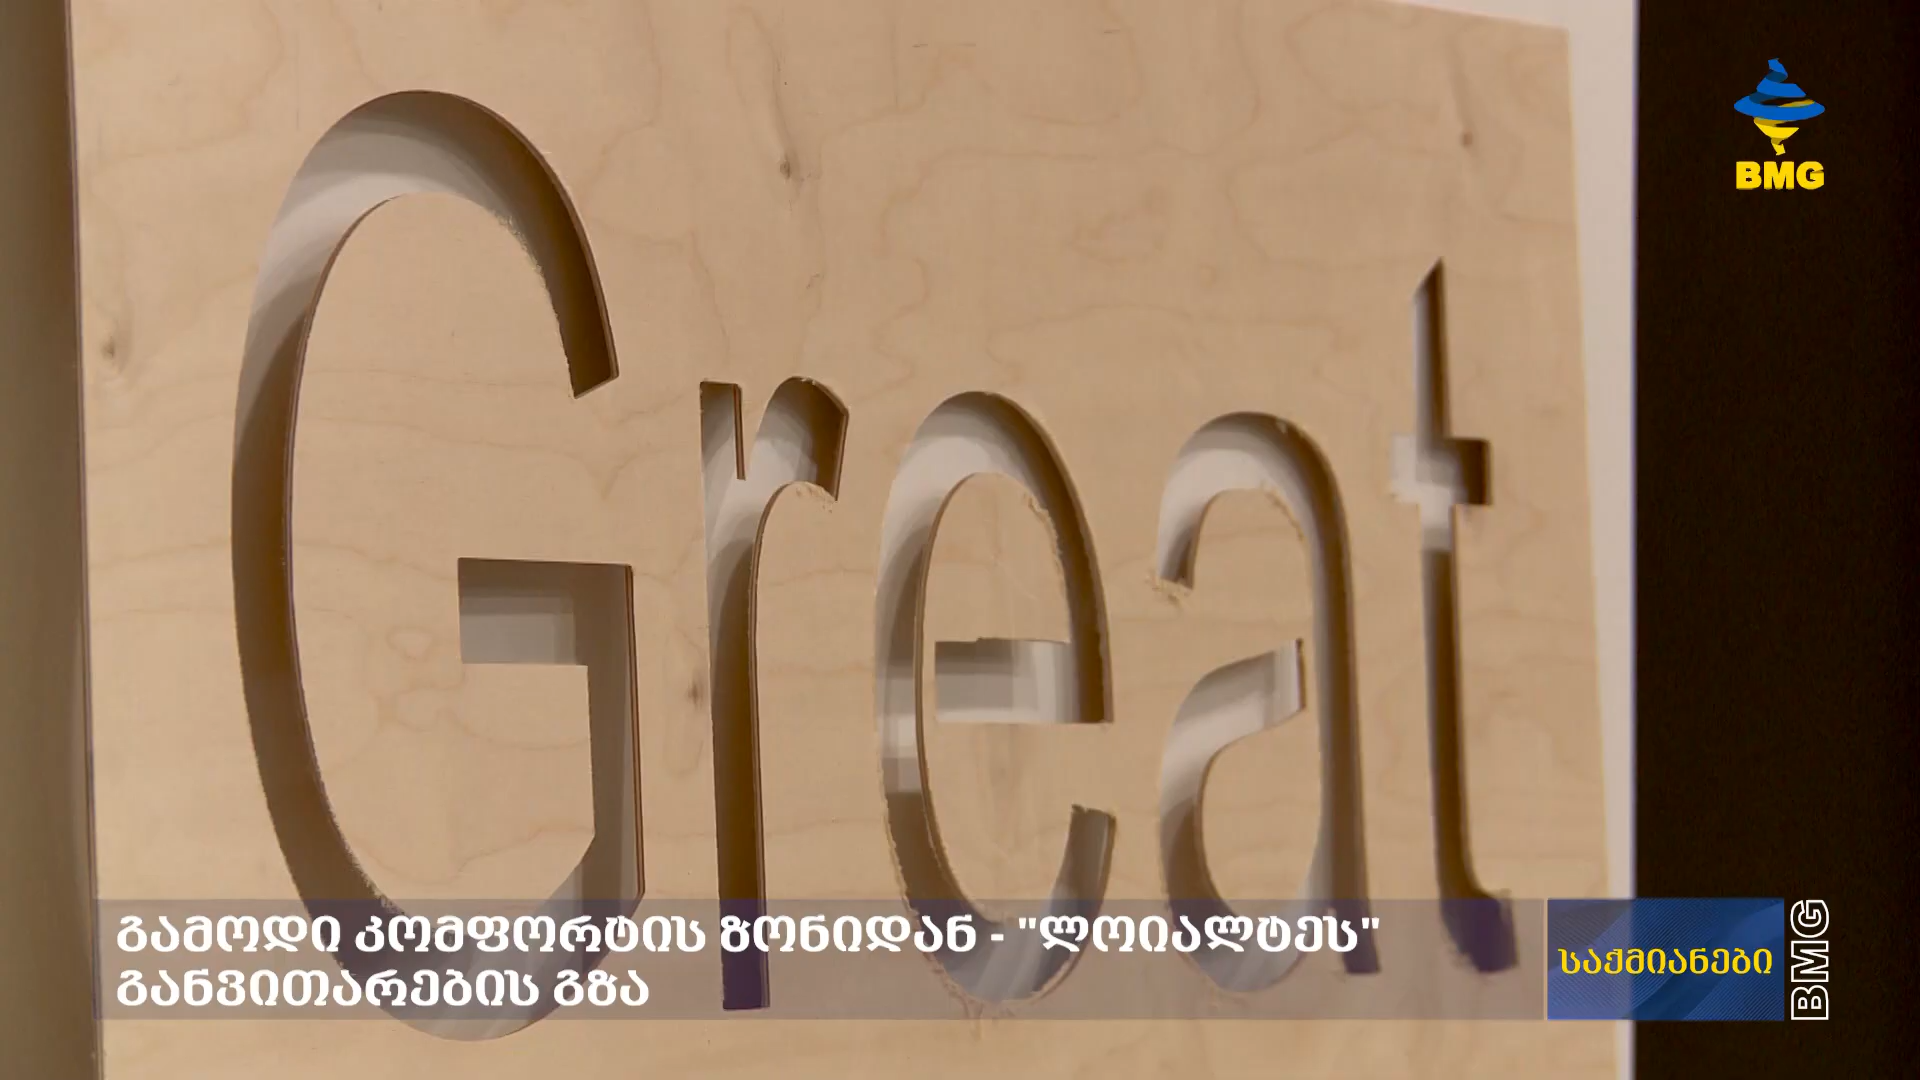 Great
BMG
გამოდი კომფორტის ზონიდან - "ლოიალტეს"
განვითარების გზა
საქმიანები
BMG